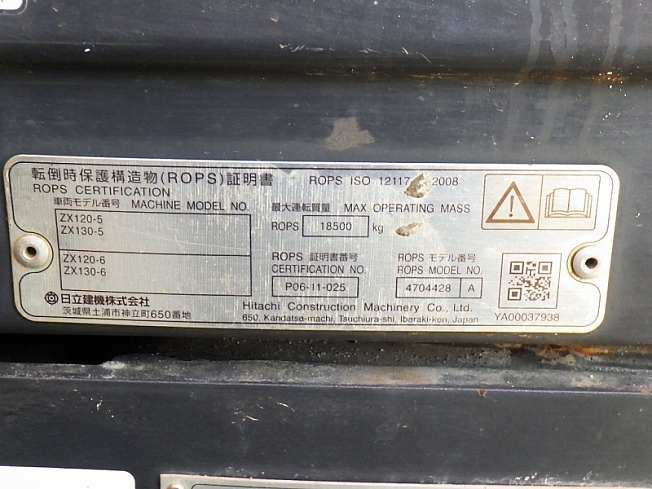 転倒時保護構造物(ROPS)証明書 ROPS ISO 12117 2008
ROPS CERTIFICATION
車両モデル番号 MACHINE MODEL NO.
ZX120-5
ZX130-5
ZX120-6
ZX130-6
最大運転質量 MAX OPERATING MASS
ROPS 18500 kg
ROPS 証明書番号
CERTIFICATION NO.
P06-11-025
ROPS モデル番号
ROPS MODEL NO.
4704428 A
日立建機株式会社
茨城県土浦市神立町650番地
Hitachi Construction Machinery Co., Ltd.
650, Kandatsu-machi, Tsuchiura-shi, Ibaraki-ken, Japan
YA00037938